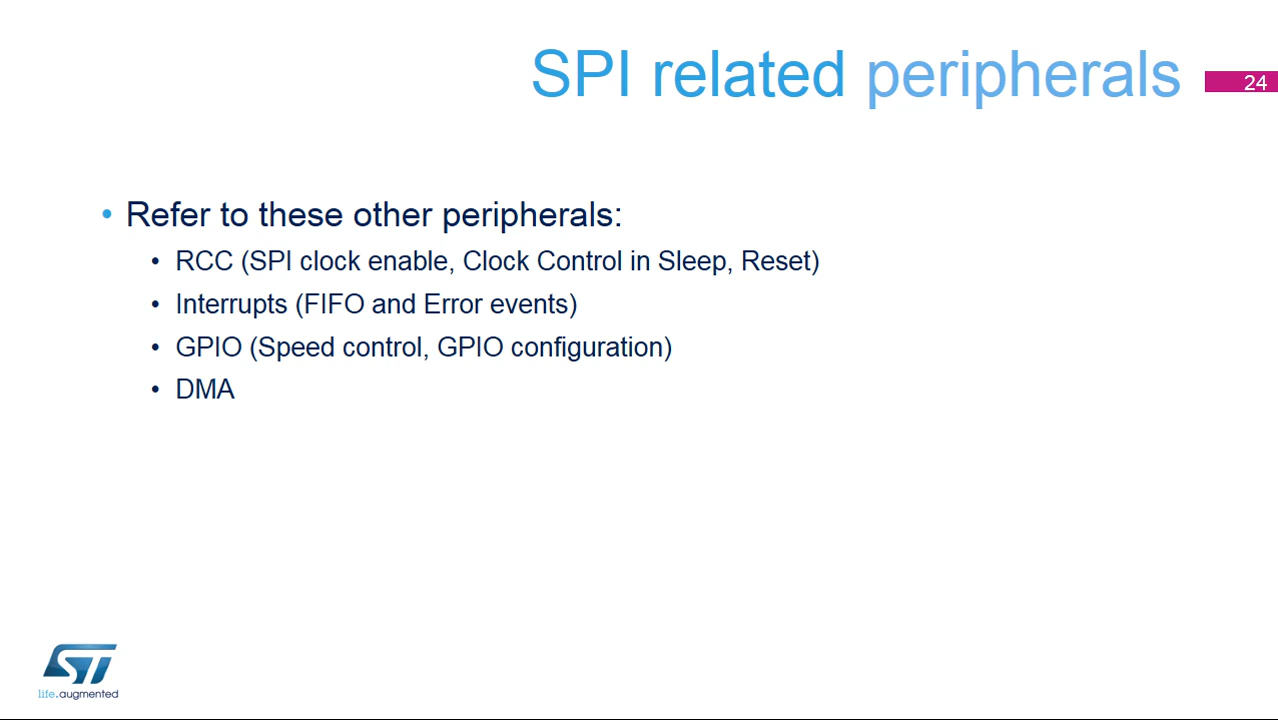 SPI related peripherals
24
• Refer to these other peripherals:
• RCC (SPI clock enable, Clock Control in Sleep, Reset)
• Interrupts (FIFO and Error events)
• GPIO (Speed control, GPIO configuration)
• DMA
ST
life.augmented